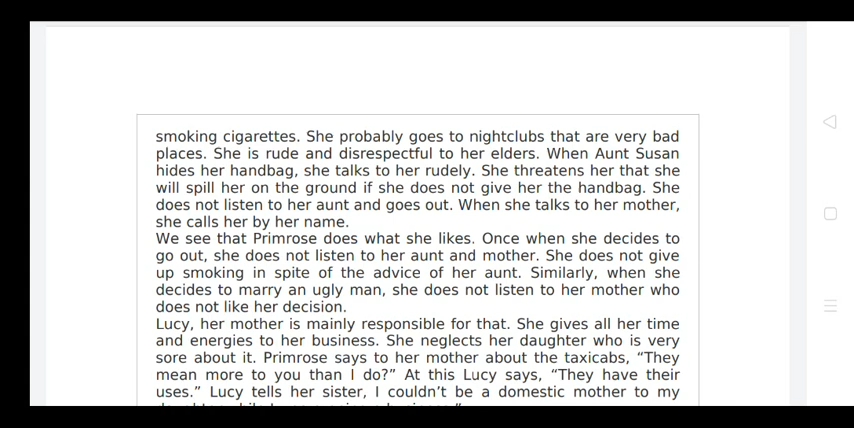 smoking cigarettes. She probably goes to nightclubs that are very bad
places. She is rude and disrespectful to her elders. When Aunt Susan
hides her handbag, she talks to her rudely. She threatens her that she
will spill her on the ground if she does not give her the handbag. She
does not listen to her aunt and goes out. When she talks to her mother,
she calls her by her name.
We see that Primrose does what she likes. Once when she decides to
go out, she does not listen to her aunt and mother. She does not give
up smoking in spite of the advice of her aunt. Similarly, when she
decides to marry an ugly man, she does not listen to her mother who
does not like her decision.
Lucy, her mother is mainly responsible for that. She gives all her time
and energies to her business. She neglects her daughter who is very
sore about it. Primrose says to her mother about the taxicabs, “They
mean more to you than I do?” At this Lucy says, “They have their
uses.” Lucy tells her sister, I couldn’t be a domestic mother to my